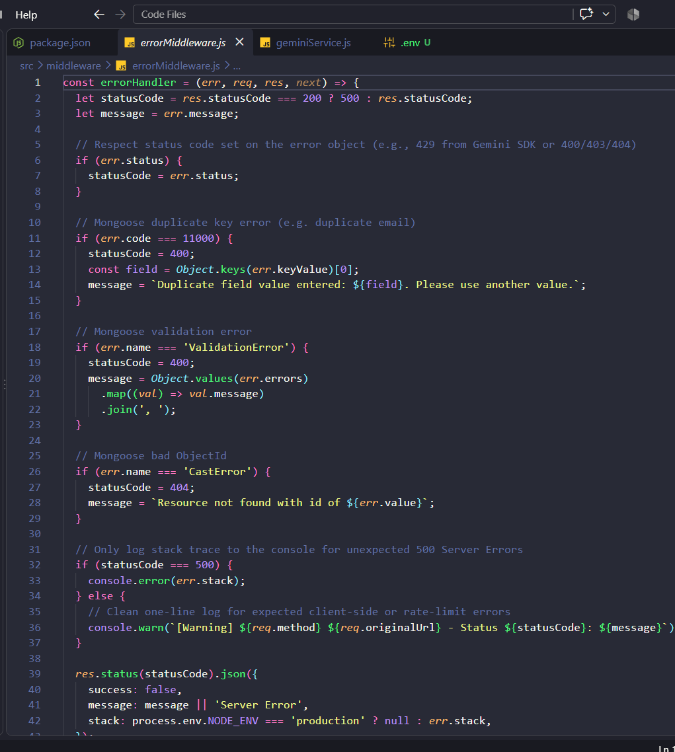 Help
Code Files
package.json
errorMiddleware.js
geminiService.js
.env U
src > middleware > errorMiddleware.js > ...
1 const errorHandler = (err, req, res, next) => {
2 let statusCode = res.statusCode === 200 ? 500 : res.statusCode;
3 let message = err.message;
4
5 // Respect status code set on the error object (e.g., 429 from Gemini SDK or 400/403/404)
6 if (err.status) {
7 statusCode = err.status;
8 }
9
10 // Mongoose duplicate key error (e.g. duplicate email)
11 if (err.code === 11000) {
12 statusCode = 400;
13 const field = Object.keys(err.keyValue)[0];
14 message = `Duplicate field value entered: ${field}. Please use another value.`;
15 }
16
17 // Mongoose validation error
18 if (err.name === 'ValidationError') {
19 statusCode = 400;
20 message = Object.values(err.errors)
21 .map((val) => val.message)
22 .join(', ');
23 }
24
25 // Mongoose bad ObjectId
26 if (err.name === 'CastError') {
27 statusCode = 404;
28 message = `Resource not found with id of ${err.value}`;
29 }
30
31 // Only log stack trace to the console for unexpected 500 Server Errors
32 if (statusCode === 500) {
33 console.error(err.stack);
34 } else {
35 // Clean one-line log for expected client-side or rate-limit errors
36 console.warn(`[Warning] ${req.method} ${req.originalUrl} - Status ${statusCode}: ${message}`)
37 }
38
39 res.status(statusCode).json({
40 success: false,
41 message: message || 'Server Error',
42 stack: process.env.NODE_ENV === 'production' ? null : err.stack,